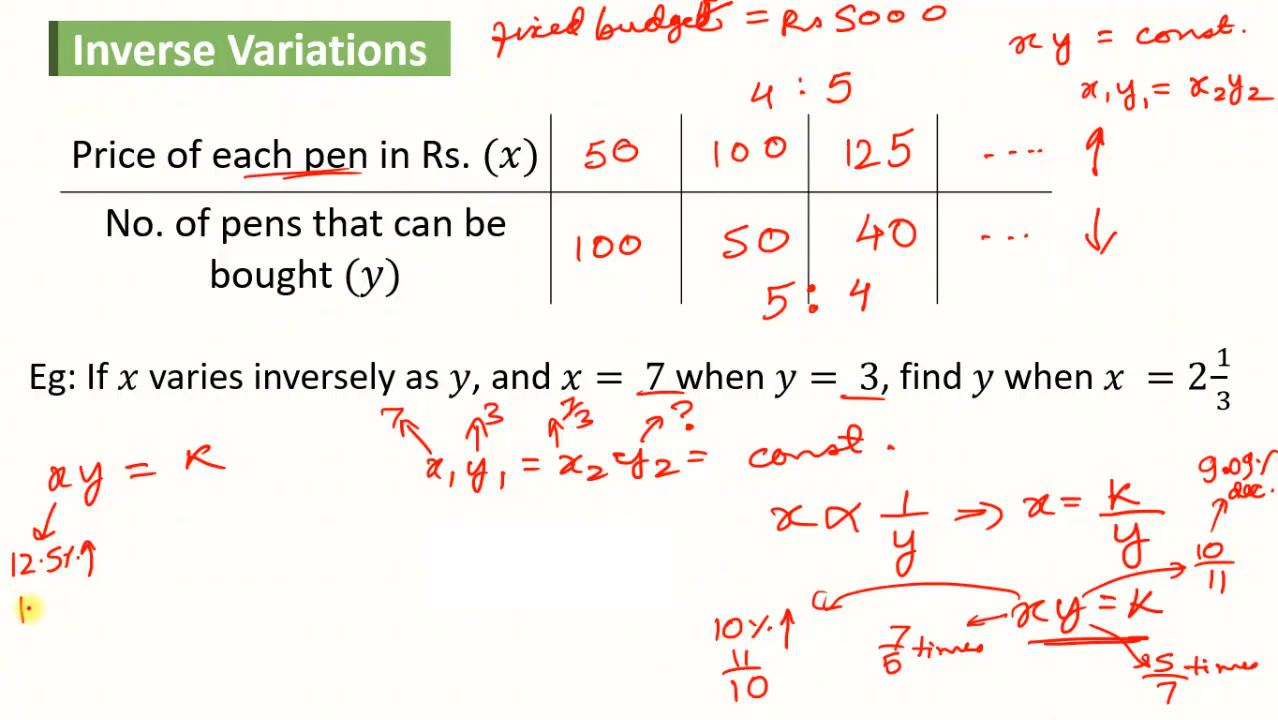 fixed budget = Rs 5000
Inverse Variations
xy = const.
4 : 5
x₁y₁ = x₂y₂
Price of each pen in Rs. (x) 50 100 125 .... ↑
No. of pens that can be bought (y) 100 50 40 ... ↓
5 : 4
Eg: If x varies inversely as y, and x = 7 when y = 3, find y when x = 2 1/3
7 3 7/3 ?
xy = K
x₁y₁ = x₂y₂ = const.
9.09% dec.
x ∝ 1/y ⇒ x = K/y
12.5% ↑
10/11
1.
xy = K
10% ↑
11/10
7/5 times
5/7 times